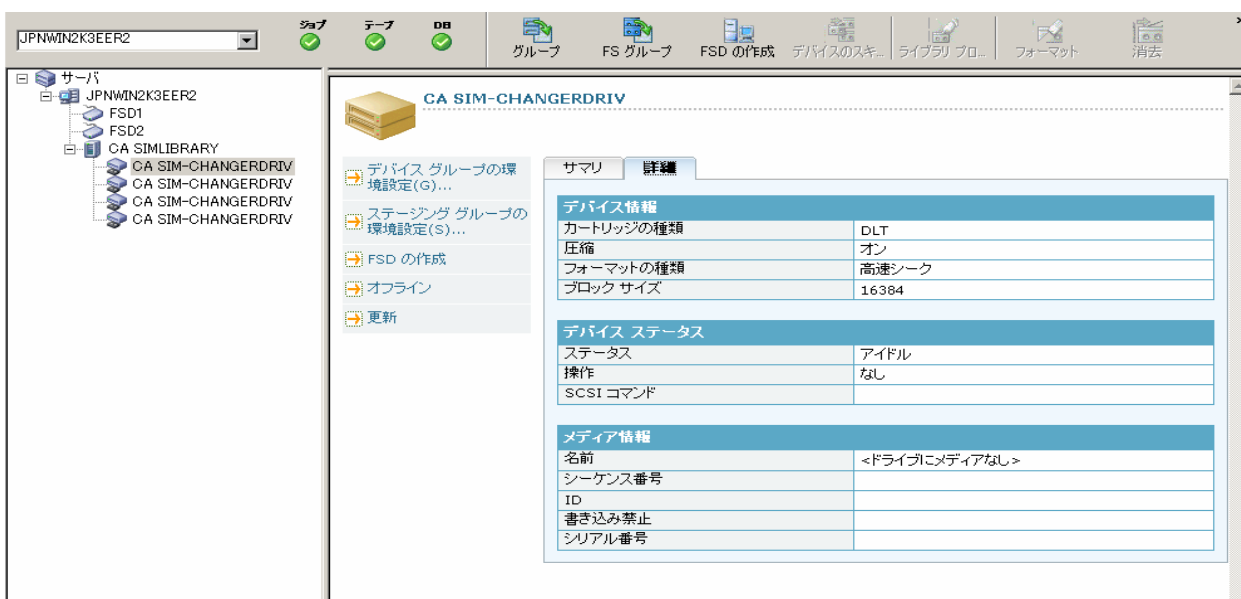 JPNWIN2K3EER2
ジョブ
テープ
DB
グループ
FS グループ
FSD の作成
デバイスのスキ...
ライブラリ プロ...
フォーマット
消去
サーバ
JPNWIN2K3EER2
FSD1
FSD2
CA SIMLIBRARY
CA SIM-CHANGERDRIV
CA SIM-CHANGERDRIV
CA SIM-CHANGERDRIV
CA SIM-CHANGERDRIV
CA SIM-CHANGERDRIV
デバイス グループの環
境設定(G)...
ステージング グループの
環境設定(S)...
FSD の作成
オフライン
更新
サマリ
詳細
デバイス情報
カートリッジの種類 DLT
圧縮 オン
フォーマットの種類 高速シーク
ブロック サイズ 16384
デバイス ステータス
ステータス アイドル
操作 なし
SCSI コマンド
メディア情報
名前 <ドライブにメディアなし>
シーケンス番号
ID
書き込み禁止
シリアル番号